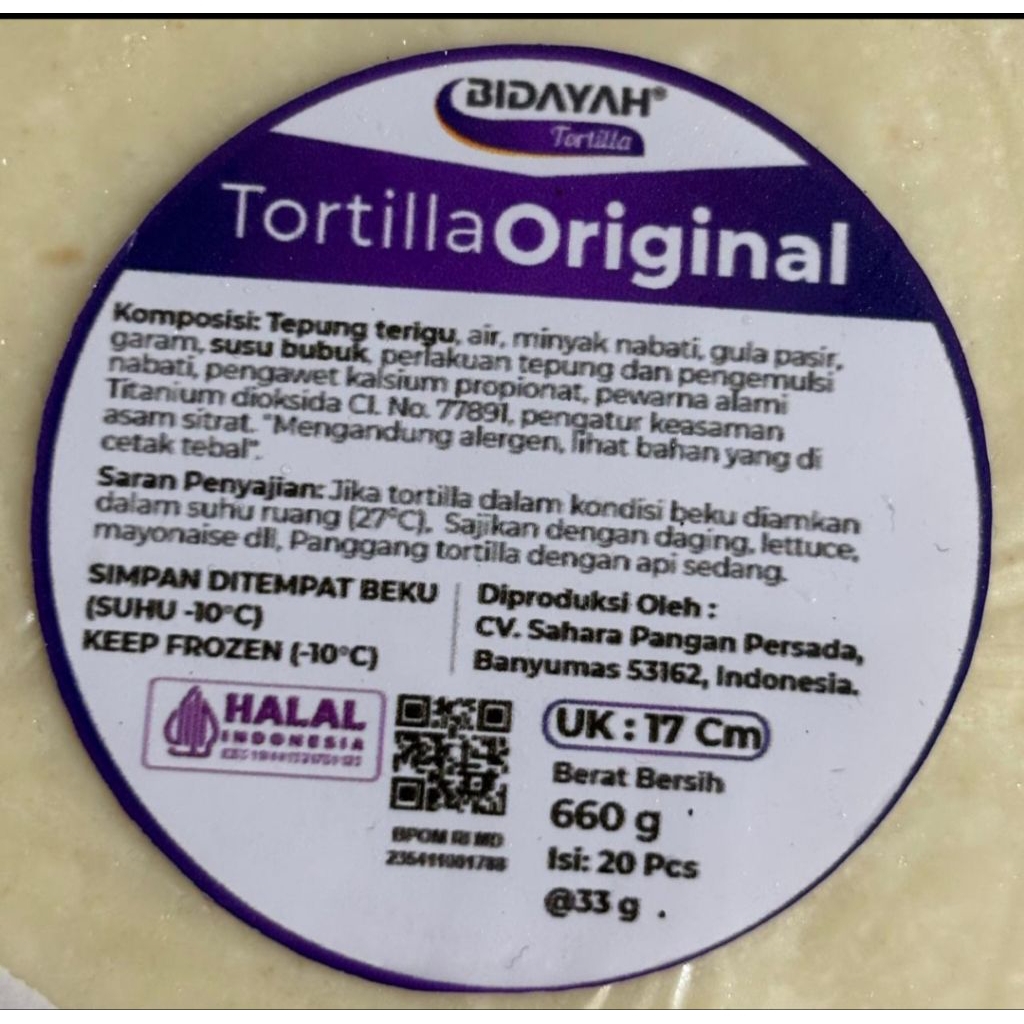 BIDAYAH®
Tortilla
Tortilla Original
Komposisi: Tepung terigu, air, minyak nabati, gula pasir,
garam, susu bubuk, perlakuan tepung dan pengemulsi
nabati, pengawet kalsium propionat, pewarna alami
Titanium dioksida CI. No. 77891, pengatur keasaman
asam sitrat. "Mengandung alergen, lihat bahan yang di
cetak tebal".
Saran Penyajian: Jika tortilla dalam kondisi beku diamkan
dalam suhu ruang (27°C). Sajikan dengan daging, lettuce,
mayonaise dll, Panggang tortilla dengan api sedang.
SIMPAN DITEMPAT BEKU
(SUHU -10°C)
KEEP FROZEN (-10°C)
Diproduksi Oleh :
CV. Sahara Pangan Persada,
Banyumas 53162, Indonesia.
HALAL
INDONESIA
BPOM RI MD
236411001788
UK : 17 Cm
Berat Bersih
660 g
Isi: 20 Pcs
@33 g .